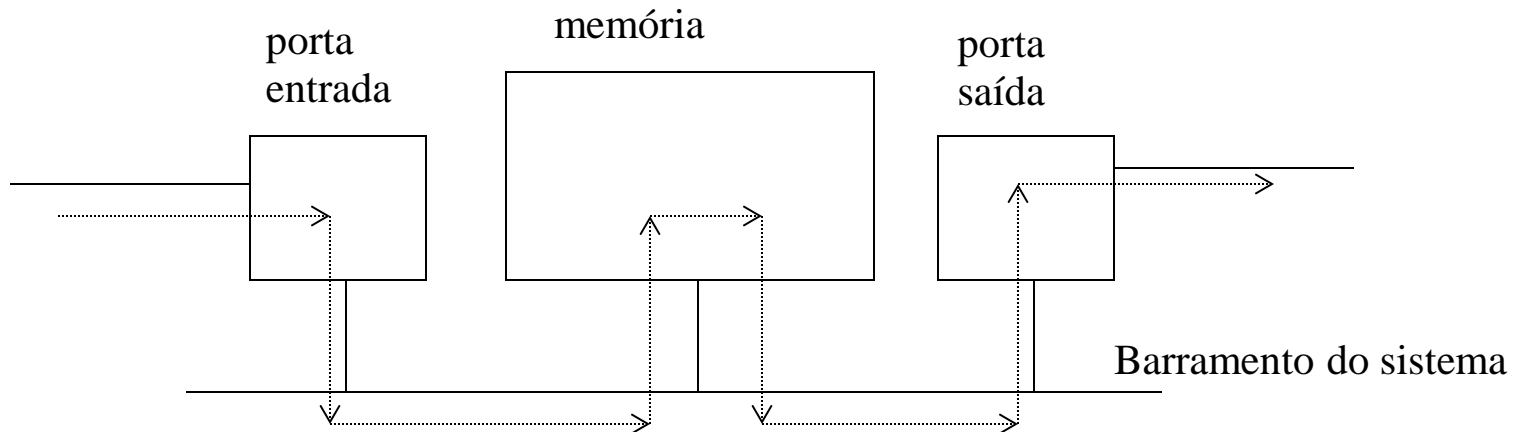 porta
entrada
memória
porta
saída
Barramento do sistema